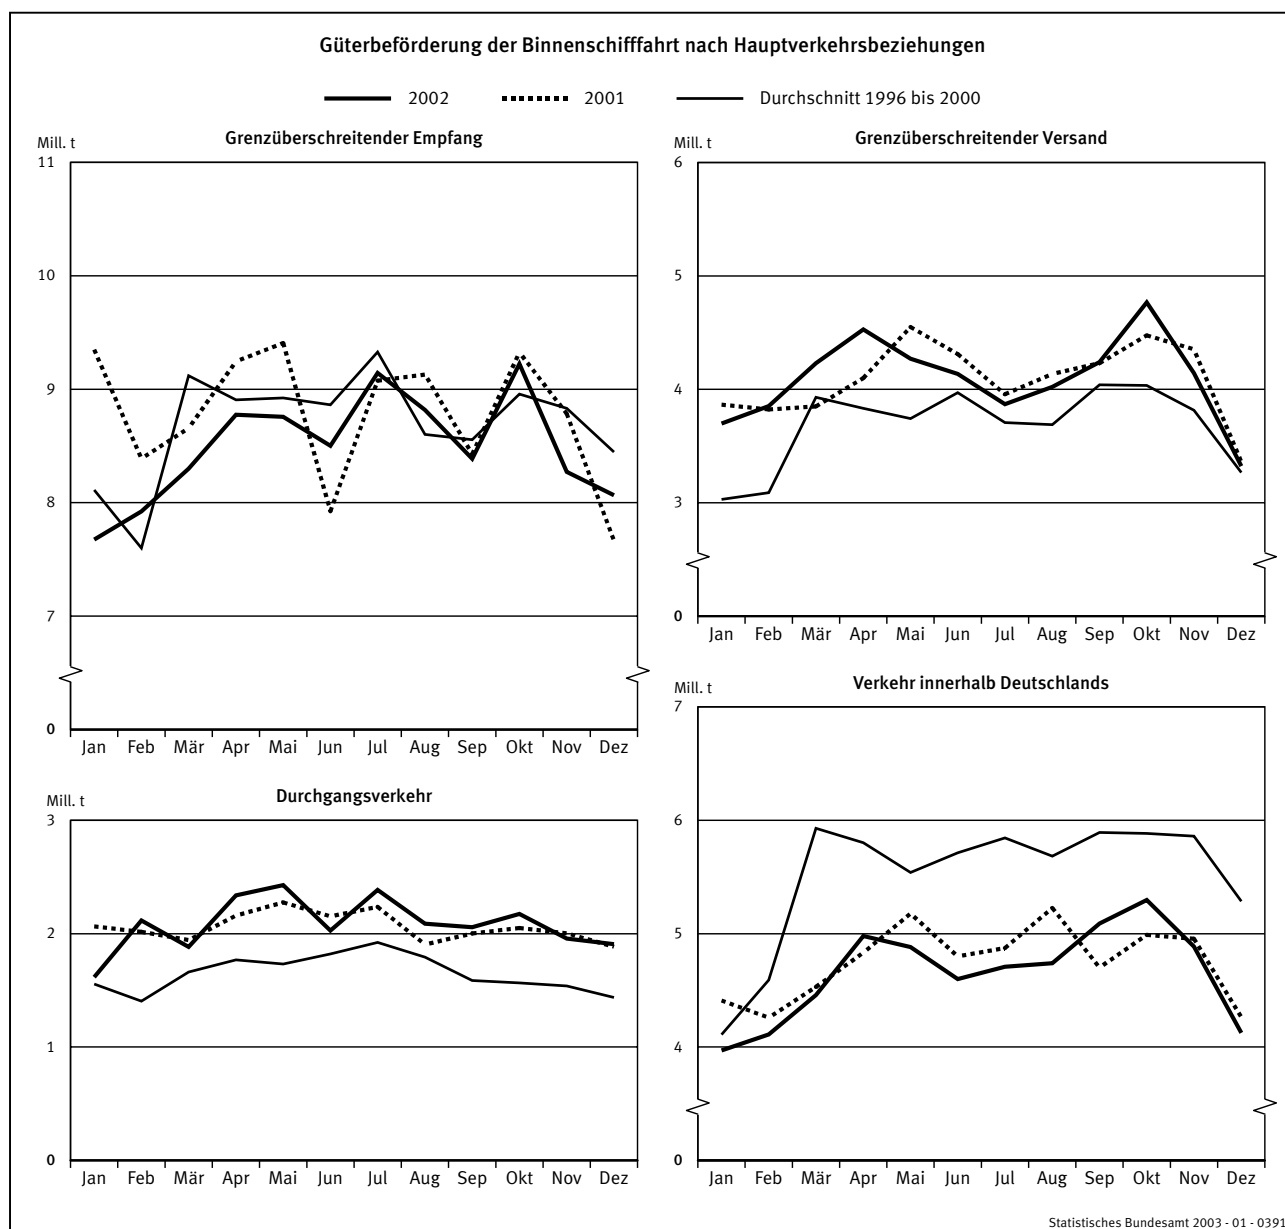 Güterbeförderung der Binnenschifffahrt nach Hauptverkehrsbeziehungen
2002 2001 Durchschnitt 1996 bis 2000
Grenzüberschreitender Empfang
Mill. t
11
10
9
8
7
0
Jan Feb Mär Apr Mai Jun Jul Aug Sep Okt Nov Dez
Grenzüberschreitender Versand
Mill. t
6
5
4
3
0
Jan Feb Mär Apr Mai Jun Jul Aug Sep Okt Nov Dez
Durchgangsverkehr
Mill. t
3
2
1
0
Jan Feb Mär Apr Mai Jun Jul Aug Sep Okt Nov Dez
Verkehr innerhalb Deutschlands
Mill. t
7
6
5
4
0
Jan Feb Mär Apr Mai Jun Jul Aug Sep Okt Nov Dez
Statistisches Bundesamt 2003 - 01 - 0391